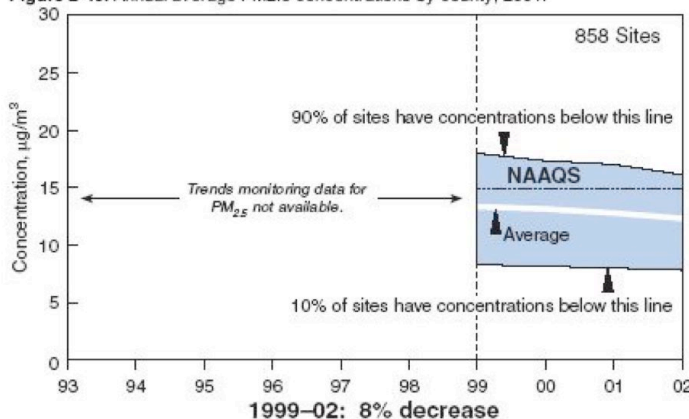 858 Sites
30
25
20
15
10
5
0
Concentration, µg/m³
90% of sites have concentrations below this line
NAAQS
Trends monitoring data for
PM2.5 not available.
Average
10% of sites have concentrations below this line
93 94 95 96 97 98 99 00 01 02
1999–02: 8% decrease